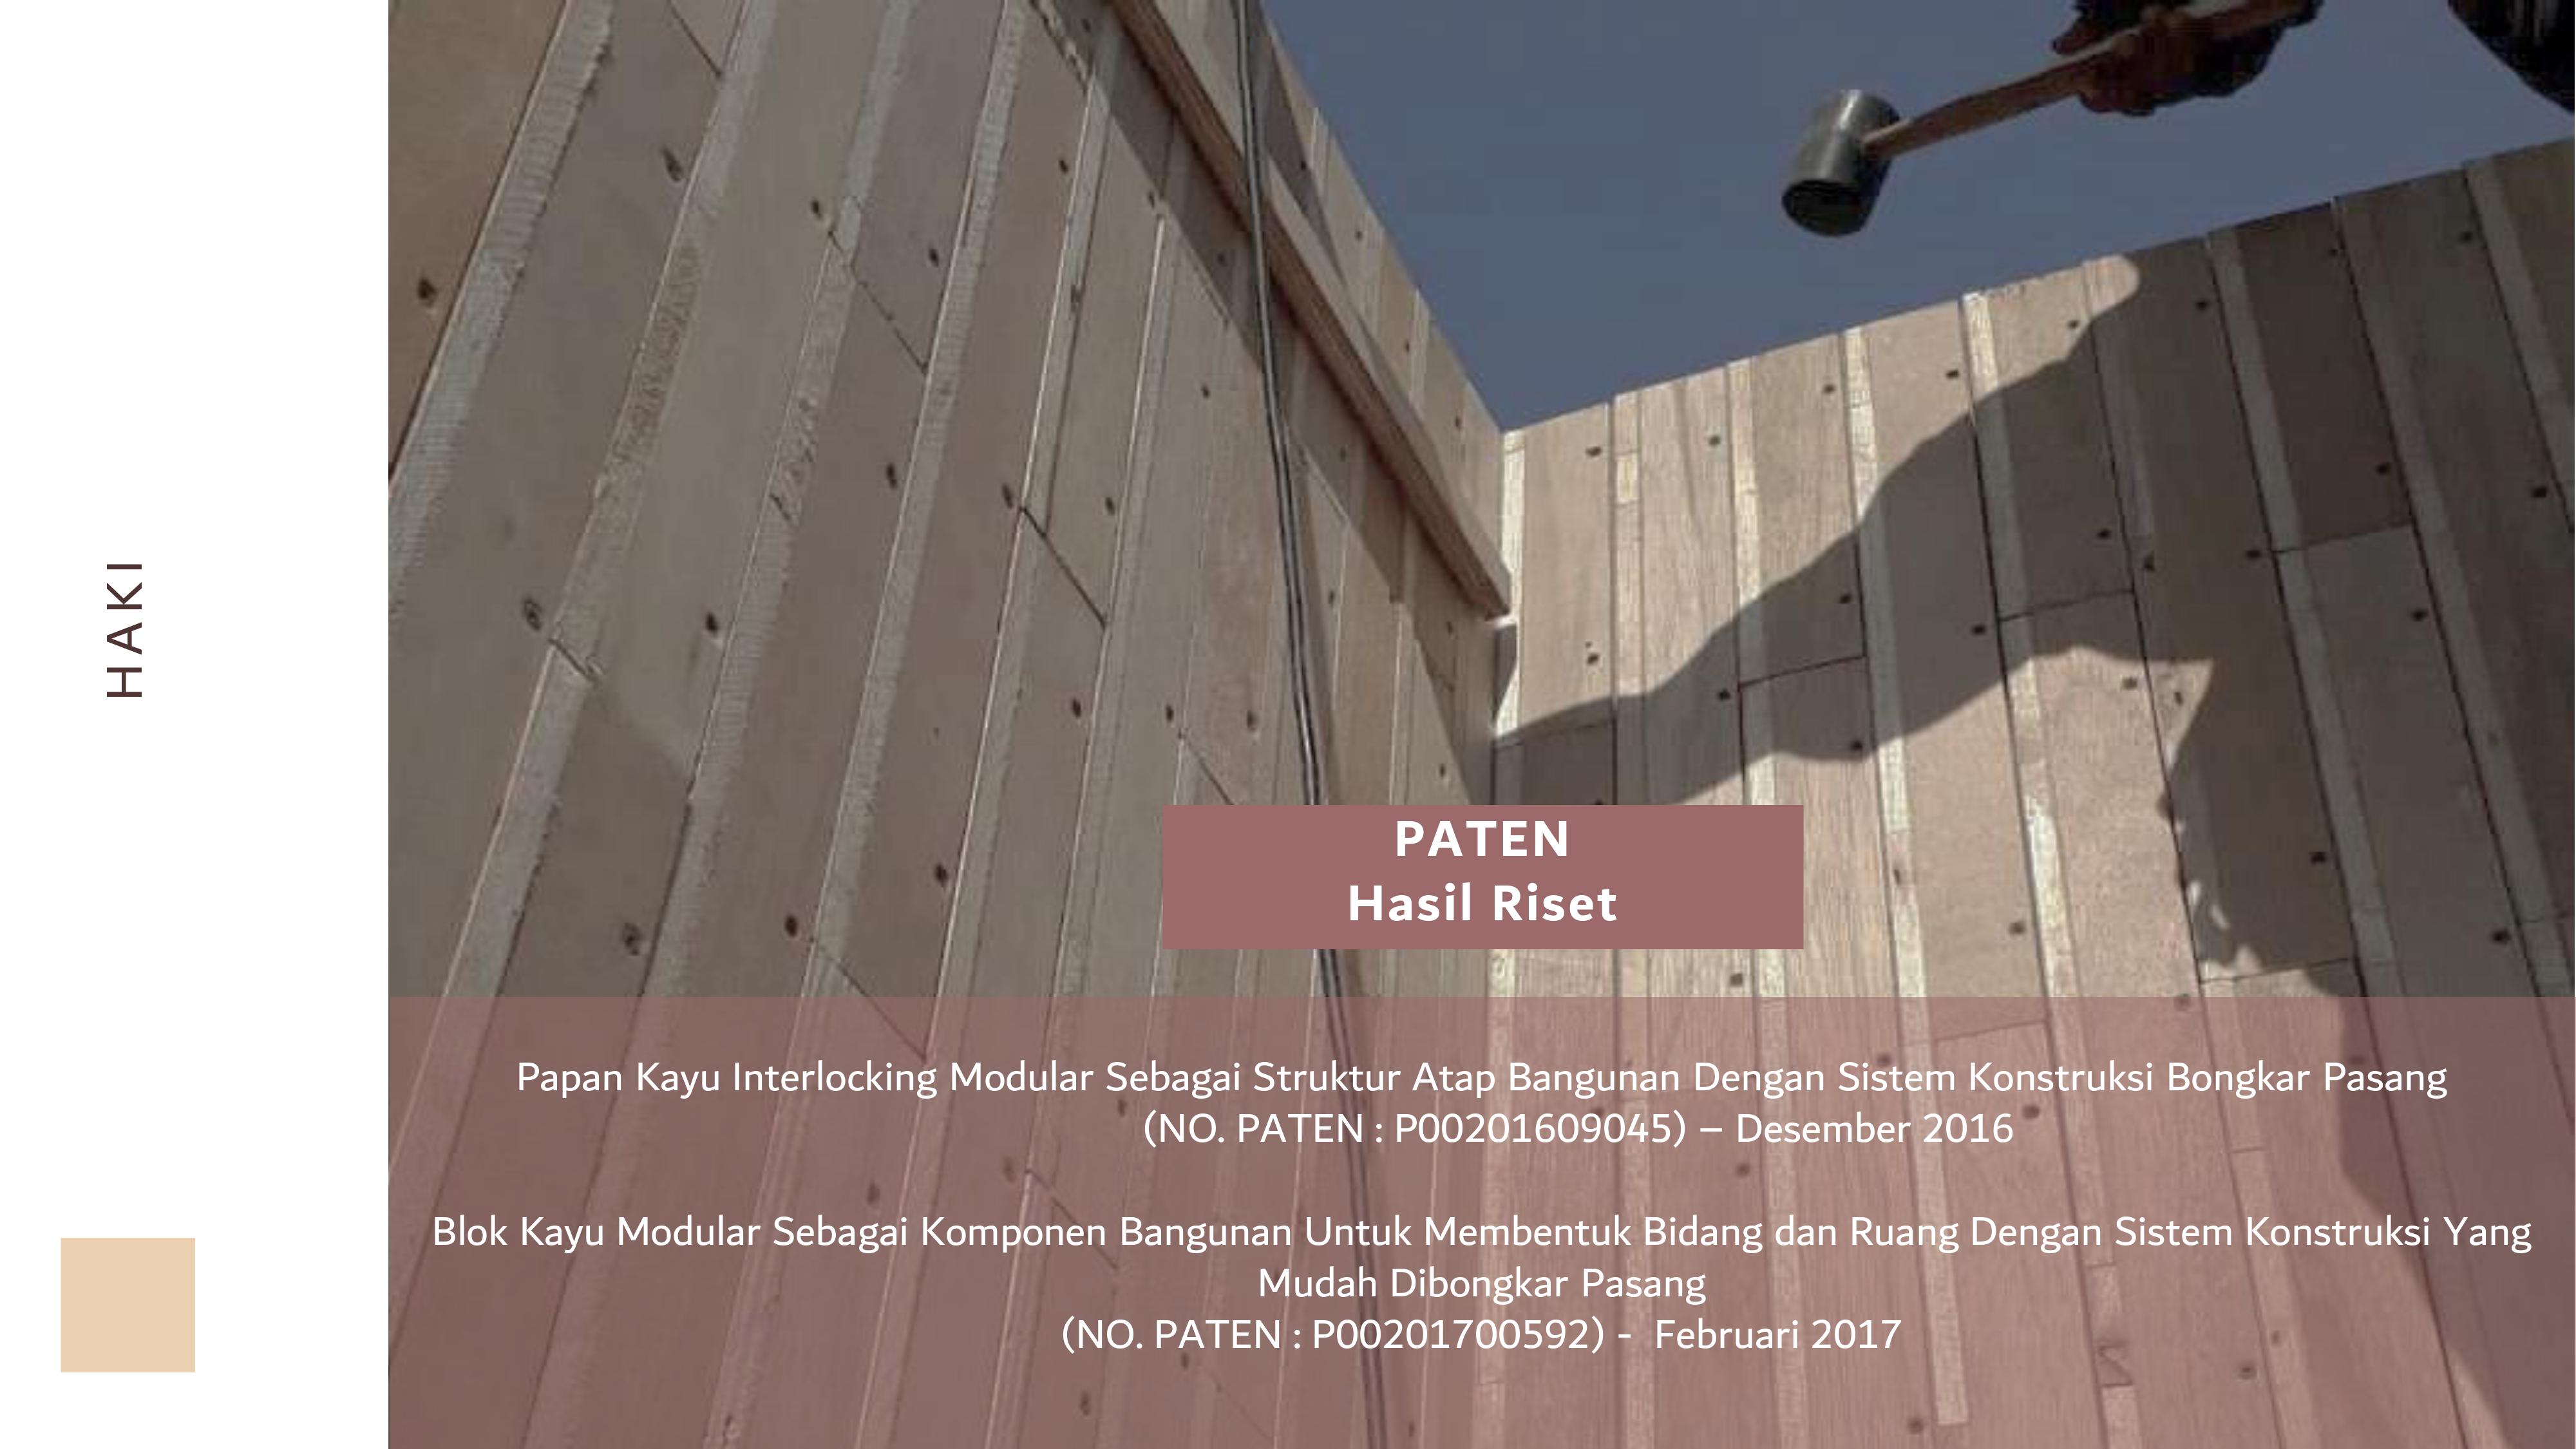 HAKI
PATEN
Hasil Riset
Papan Kayu Interlocking Modular Sebagai Struktur Atap Bangunan Dengan Sistem Konstruksi Bongkar Pasang
(NO. PATEN : P00201609045) – Desember 2016
Blok Kayu Modular Sebagai Komponen Bangunan Untuk Membentuk Bidang dan Ruang Dengan Sistem Konstruksi Yang
Mudah Dibongkar Pasang
(NO. PATEN : P00201700592) -  Februari 2017